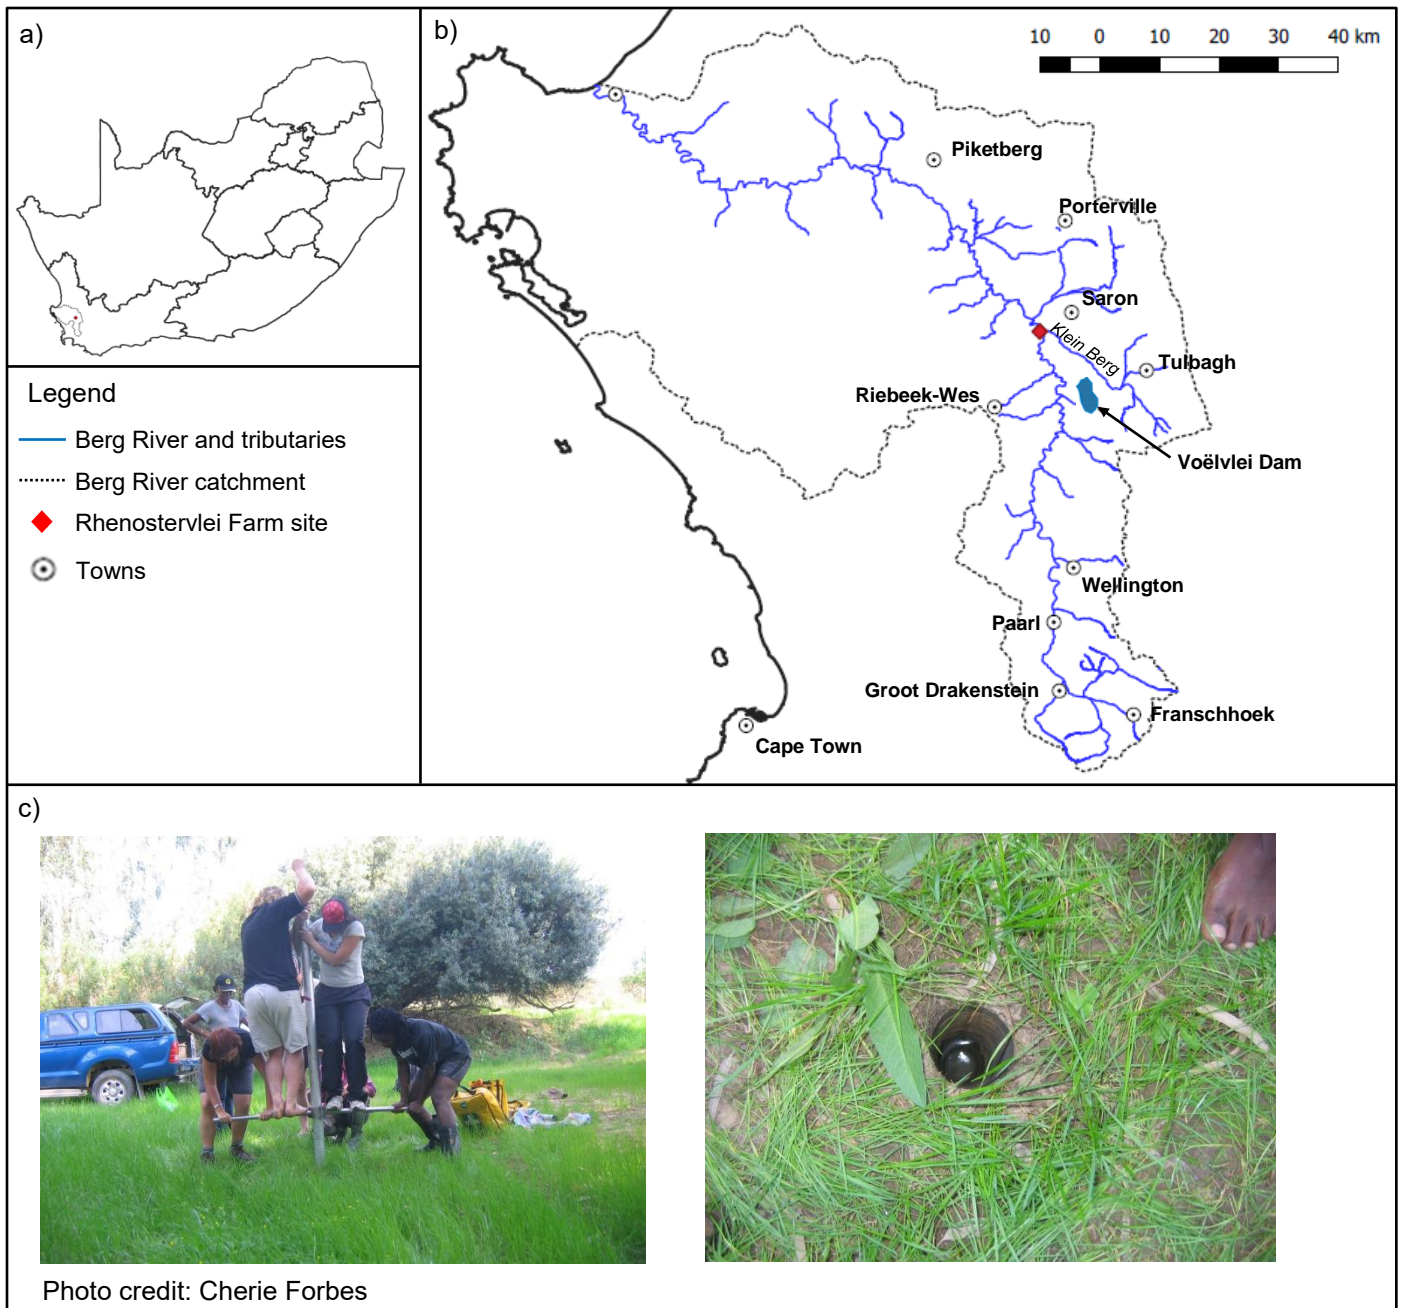 a)
b)
10 0 10 20 30 40 km
Piketberg
Porterville
Saron
Klein Berg
Tulbagh
Riebeek-Wes
Voëlvlei Dam
Wellington
Paarl
Groot Drakenstein
Franschhoek
Cape Town
Legend
Berg River and tributaries
Berg River catchment
Rhenostervlei Farm site
Towns
c)
Photo credit: Cherie Forbes